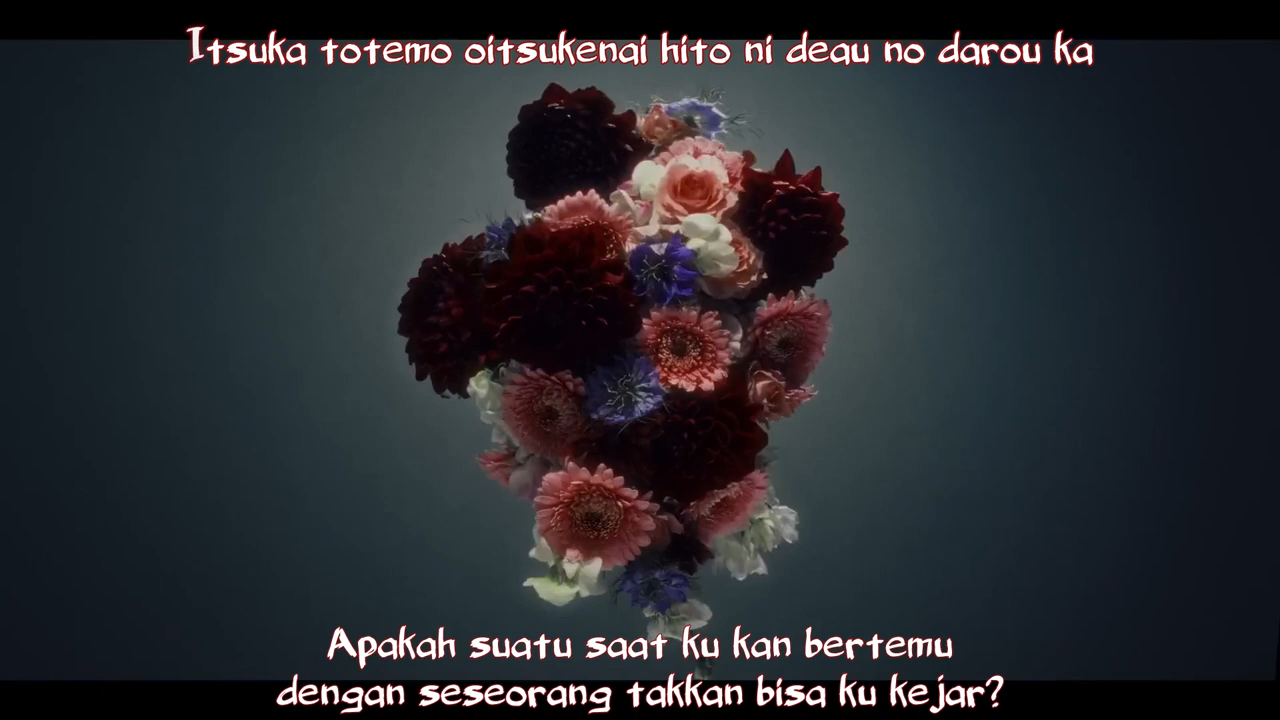 Itsuka totemo oitsukenai hito ni deau no darou ka
Apakah suatu saat ku kan bertemu
dengan seseorang takkan bisa ku kejar?